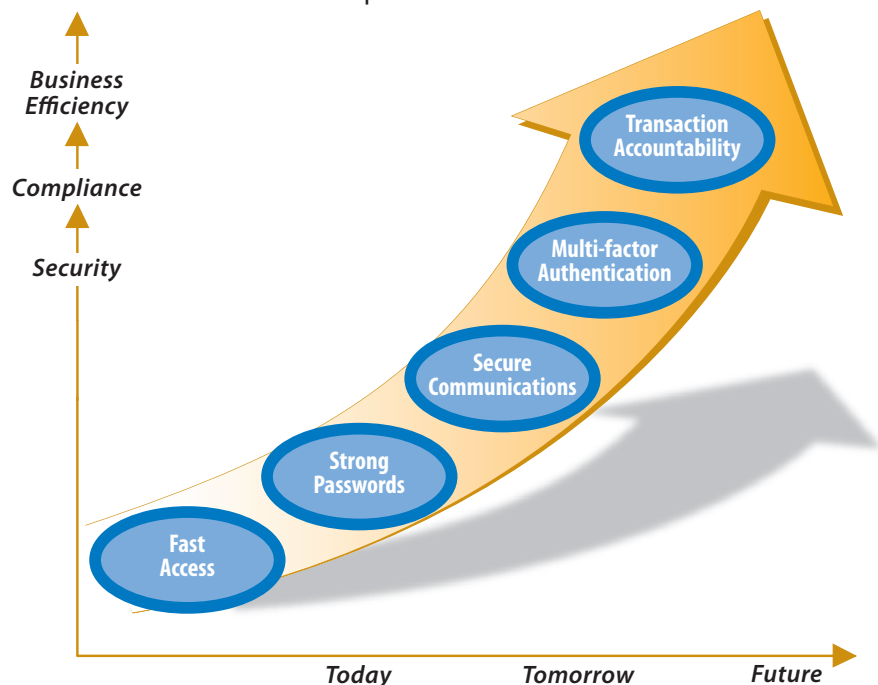 Business
Efficiency
Compliance
Security
Transaction
Accountability
Multi-factor
Authentication
Secure
Communications
Strong
Passwords
Fast
Access
Today
Tomorrow
Future